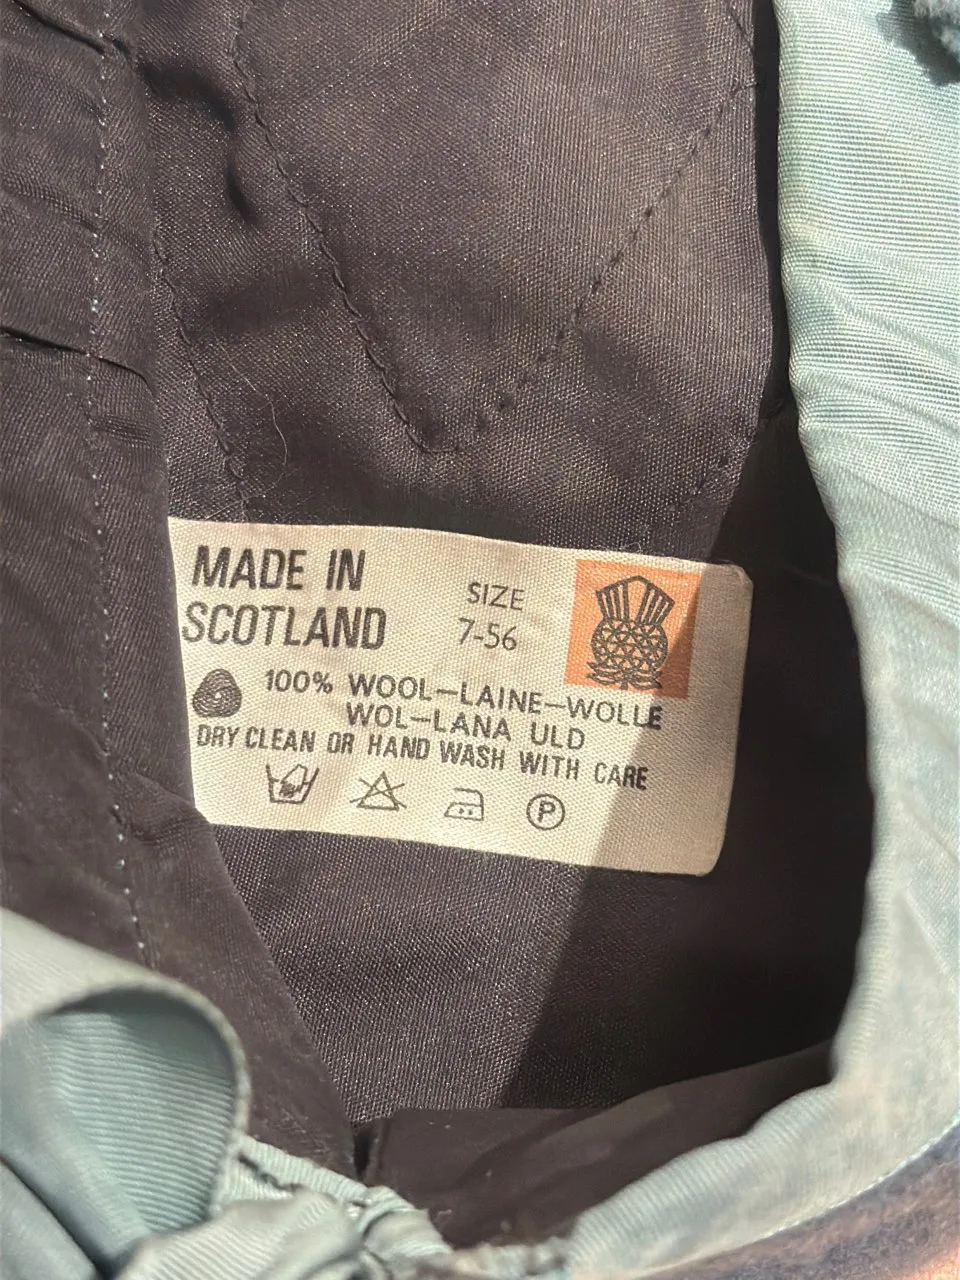 MADE IN
SCOTLAND
SIZE
7-56
100% WOOL—LAINE—WOLLE
WOL—LANA ULD
DRY CLEAN OR HAND WASH WITH CARE
P